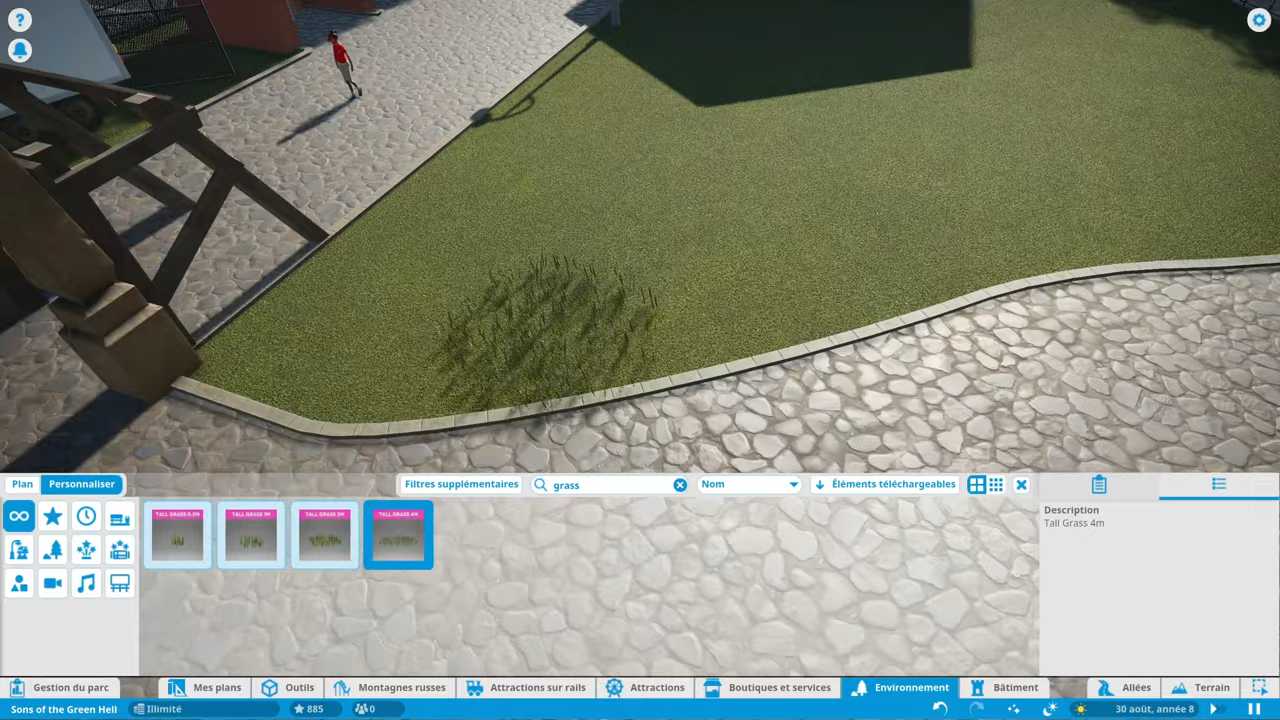 ?
Plan
Personnaliser
Filtres supplémentaires
grass
Nom
Éléments téléchargeables
TALL GRASS 0.5M
TALL GRASS 1M
TALL GRASS 2M
TALL GRASS 4M
Description
Tall Grass 4m
Gestion du parc
Mes plans
Outils
Montagnes russes
Attractions sur rails
Attractions
Boutiques et services
Environnement
Bâtiment
Allées
Terrain
Sons of the Green Hell
Illimité
885
0
30 août, année 8